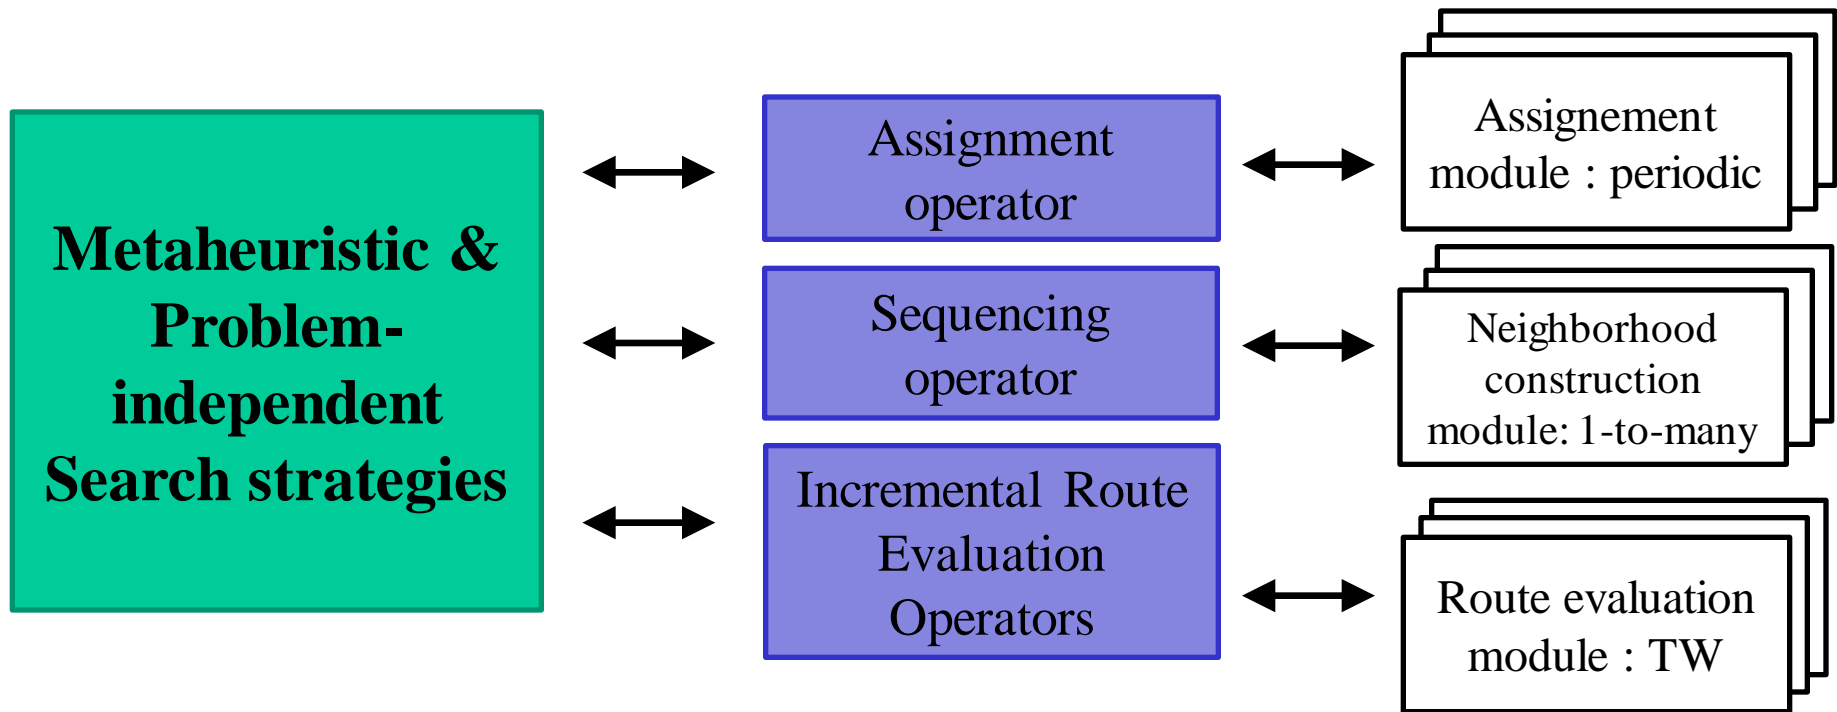 Metaheuristic &
Problem-
independent
Search strategies
Assignment
operator
Sequencing
operator
Incremental Route
Evaluation
Operators
Assignement
module : periodic
Neighborhood
construction
module: 1-to-many
Route evaluation
module : TW